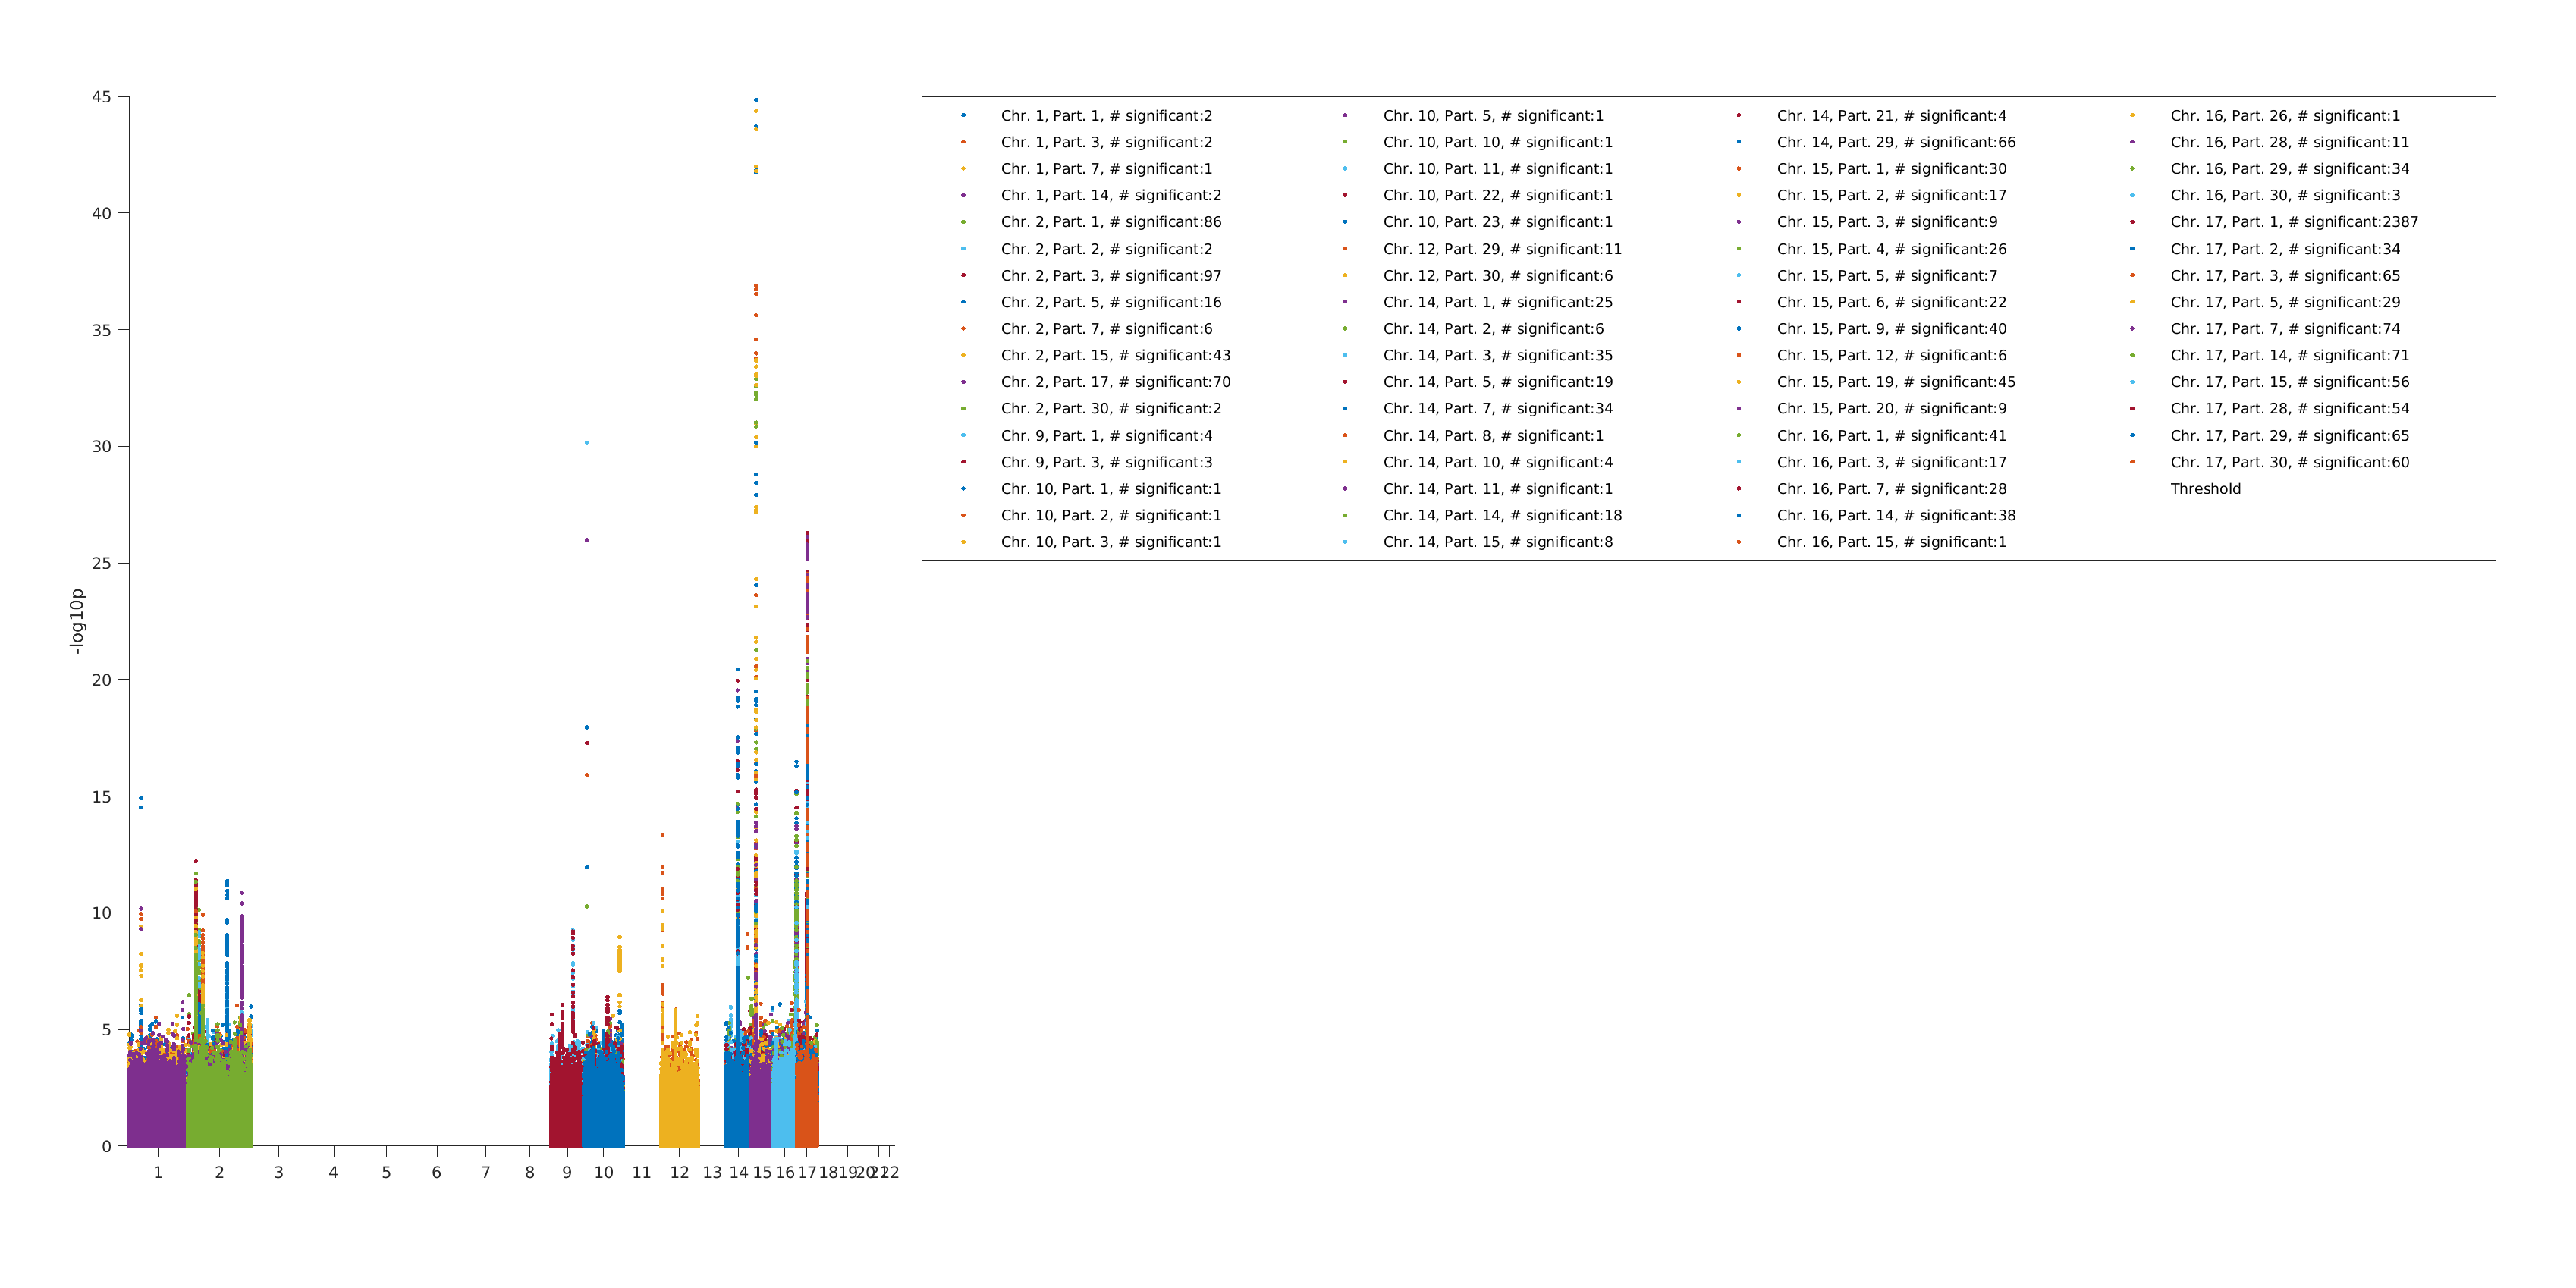 45
40
35
30
25
20
15
10
5
0
-log10p
1 2 3 4 5 6 7 8 9 10 11 12 13 14 15 16 17 18 19 20 21 22
Chr. 1, Part. 1, # significant:2
Chr. 1, Part. 3, # significant:2
Chr. 1, Part. 7, # significant:1
Chr. 1, Part. 14, # significant:2
Chr. 2, Part. 1, # significant:86
Chr. 2, Part. 2, # significant:2
Chr. 2, Part. 3, # significant:97
Chr. 2, Part. 5, # significant:16
Chr. 2, Part. 7, # significant:6
Chr. 2, Part. 15, # significant:43
Chr. 2, Part. 17, # significant:70
Chr. 2, Part. 30, # significant:2
Chr. 9, Part. 1, # significant:4
Chr. 9, Part. 3, # significant:3
Chr. 10, Part. 1, # significant:1
Chr. 10, Part. 2, # significant:1
Chr. 10, Part. 3, # significant:1
Chr. 10, Part. 5, # significant:1
Chr. 10, Part. 10, # significant:1
Chr. 10, Part. 11, # significant:1
Chr. 10, Part. 22, # significant:1
Chr. 10, Part. 23, # significant:1
Chr. 12, Part. 29, # significant:11
Chr. 12, Part. 30, # significant:6
Chr. 14, Part. 1, # significant:25
Chr. 14, Part. 2, # significant:6
Chr. 14, Part. 3, # significant:35
Chr. 14, Part. 5, # significant:19
Chr. 14, Part. 7, # significant:34
Chr. 14, Part. 8, # significant:1
Chr. 14, Part. 10, # significant:4
Chr. 14, Part. 11, # significant:1
Chr. 14, Part. 14, # significant:18
Chr. 14, Part. 15, # significant:8
Chr. 14, Part. 21, # significant:4
Chr. 14, Part. 29, # significant:66
Chr. 15, Part. 1, # significant:30
Chr. 15, Part. 2, # significant:17
Chr. 15, Part. 3, # significant:9
Chr. 15, Part. 4, # significant:26
Chr. 15, Part. 5, # significant:7
Chr. 15, Part. 6, # significant:22
Chr. 15, Part. 9, # significant:40
Chr. 15, Part. 12, # significant:6
Chr. 15, Part. 19, # significant:45
Chr. 15, Part. 20, # significant:9
Chr. 16, Part. 1, # significant:41
Chr. 16, Part. 3, # significant:17
Chr. 16, Part. 7, # significant:28
Chr. 16, Part. 14, # significant:38
Chr. 16, Part. 15, # significant:1
Chr. 16, Part. 26, # significant:1
Chr. 16, Part. 28, # significant:11
Chr. 16, Part. 29, # significant:34
Chr. 16, Part. 30, # significant:3
Chr. 17, Part. 1, # significant:2387
Chr. 17, Part. 2, # significant:34
Chr. 17, Part. 3, # significant:65
Chr. 17, Part. 5, # significant:29
Chr. 17, Part. 7, # significant:74
Chr. 17, Part. 14, # significant:71
Chr. 17, Part. 15, # significant:56
Chr. 17, Part. 28, # significant:54
Chr. 17, Part. 29, # significant:65
Chr. 17, Part. 30, # significant:60
Threshold